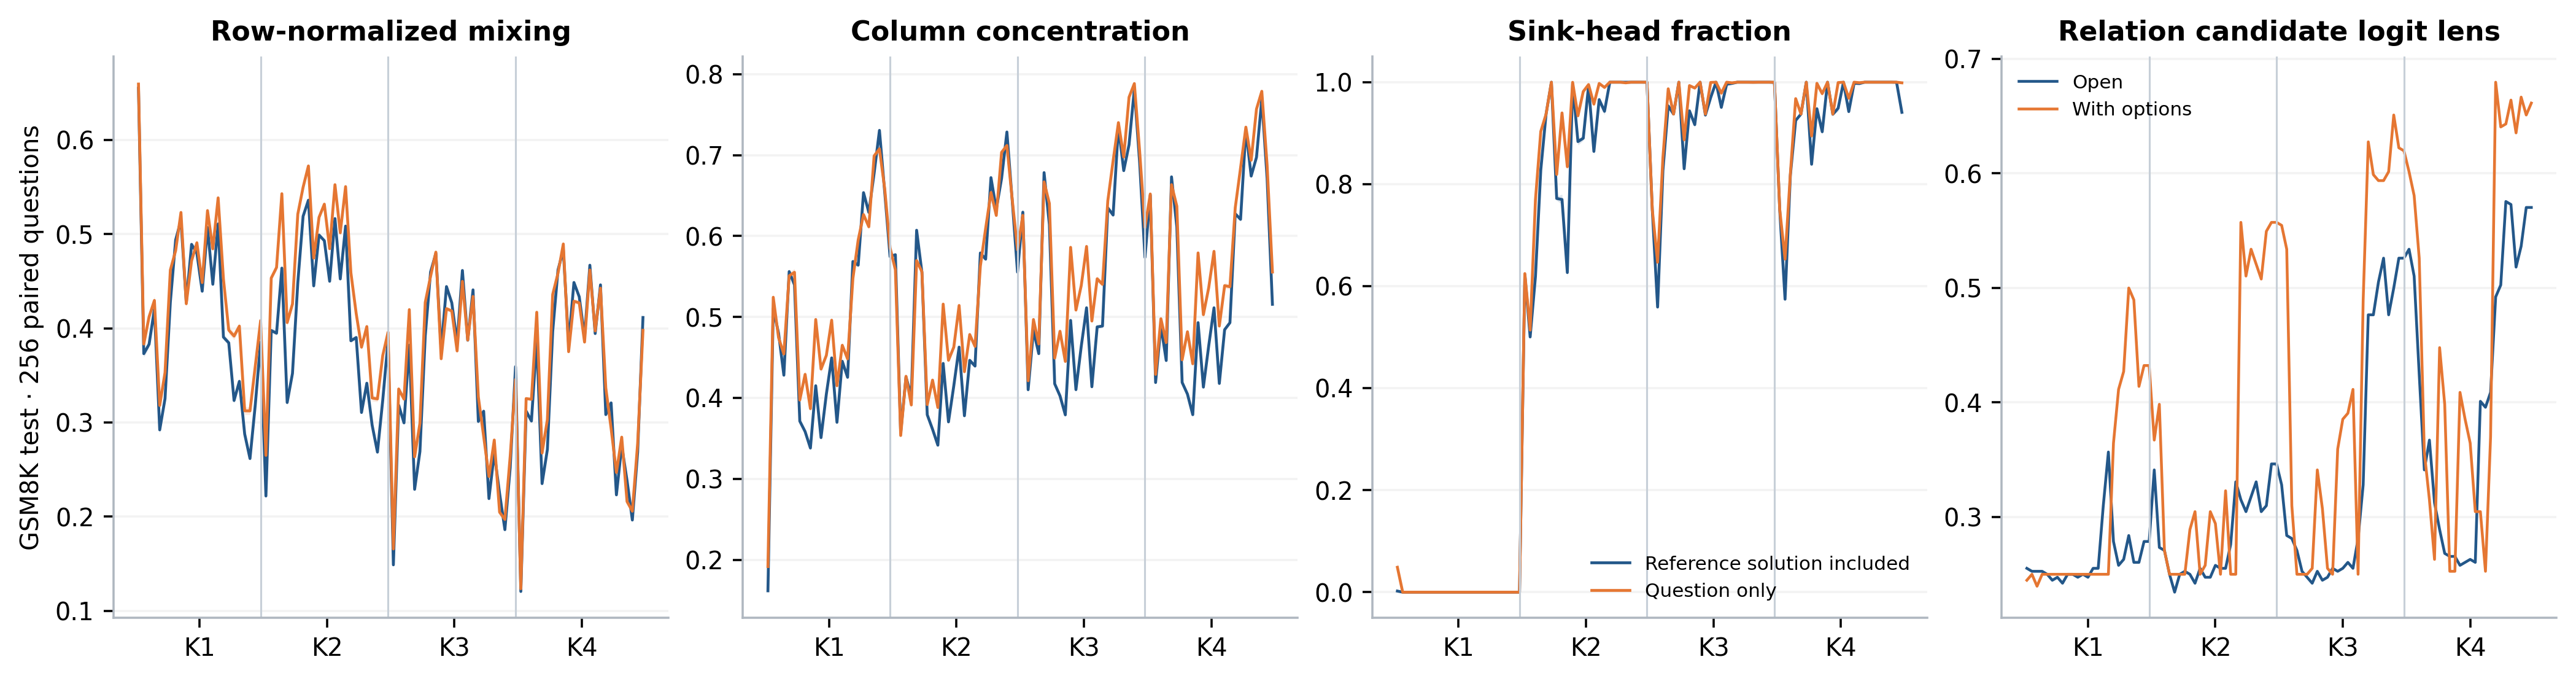 Row-normalized mixing
GSM8K test · 256 paired questions
0.6
0.5
0.4
0.3
0.2
0.1
K1 K2 K3 K4
Column concentration
0.8
0.7
0.6
0.5
0.4
0.3
0.2
K1 K2 K3 K4
Sink-head fraction
1.0
0.8
0.6
0.4
0.2
0.0
Reference solution included
Question only
K1 K2 K3 K4
Relation candidate logit lens
0.7
0.6
0.5
0.4
0.3
Open
With options
K1 K2 K3 K4